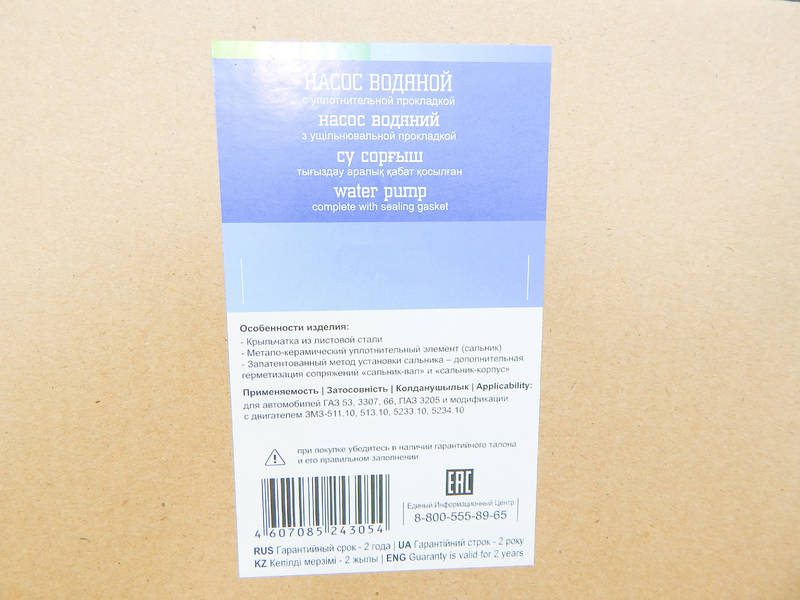 НАСОС ВОДЯНОЙ
с уплотнительной прокладкой
насос водяний
з ущільнювальной прокладкой
су сорғыш
тығыздау аралық қабат қосылған
water pump
complete with sealing gasket
Особенности изделия:
- Крыльчатка из листовой стали
- Метало-керамический уплотнительный элемент (сальник)
- Запатентованный метод установки сальника – дополнительная
герметизация сопряжений «сальник-вал» и «сальник-корпус»
Применяемость | Затосовність | Колданушылык | Applicability:
для автомобилей ГАЗ 53, 3307, 66, ПАЗ 3205 и модификации
с двигателем ЗМЗ-511.10, 513.10, 5233.10, 5234.10
при покупке убедитесь в наличии гарантийного талона
и его правильном заполнении
EAC
Единый Информационный Центр
8-800-555-89-65
4 607085 243054
RUS Гарантийный срок - 2 года | UA Гарантійний строк - 2 року
KZ Кепілді мерзімі - 2 жылы | ENG Guaranty is valid for 2 years